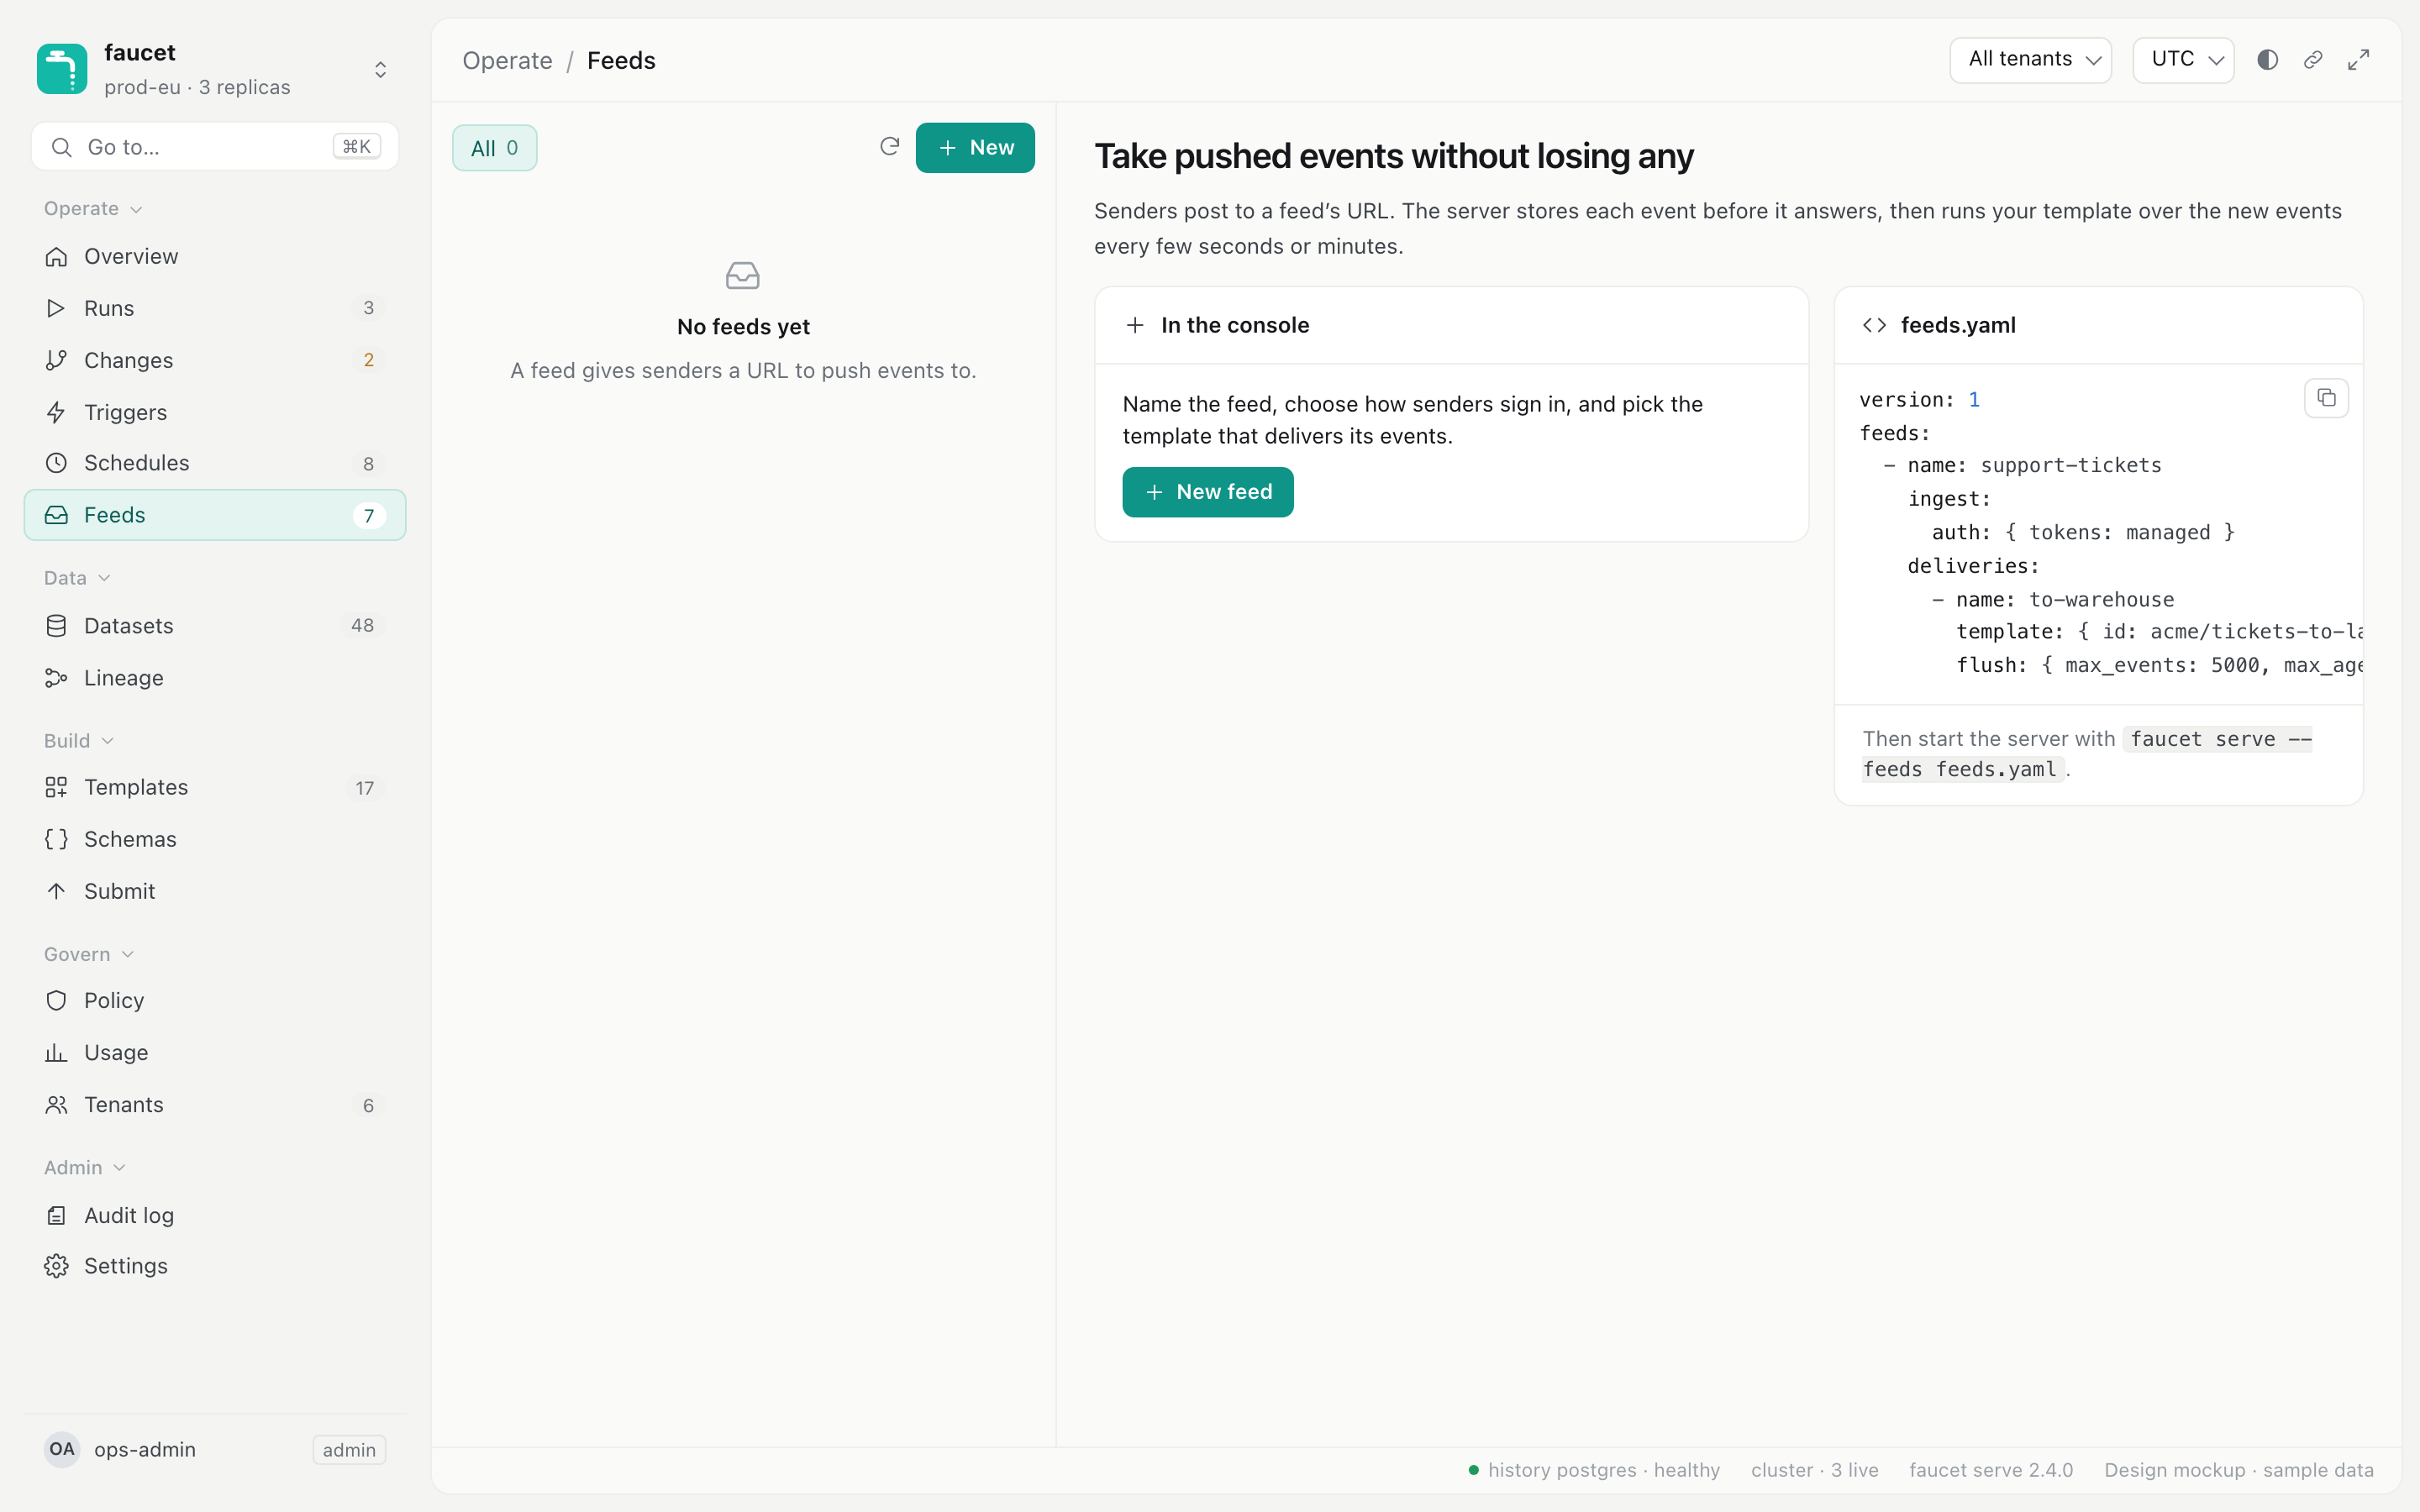 faucet
prod-eu · 3 replicas
Go to...
⌘K
Operate
Overview
Runs 3
Changes 2
Triggers
Schedules 8
Feeds 7
Data
Datasets 48
Lineage
Build
Templates 17
Schemas
Submit
Govern
Policy
Usage
Tenants 6
Admin
Audit log
Settings
OA ops-admin admin
Operate / Feeds
All tenants
UTC
All 0
New
No feeds yet
A feed gives senders a URL to push events to.
Take pushed events without losing any
Senders post to a feed’s URL. The server stores each event before it answers, then runs your template over the new events
every few seconds or minutes.
In the console
Name the feed, choose how senders sign in, and pick the
template that delivers its events.
New feed
feeds.yaml
version: 1
feeds:
- name: support-tickets
ingest:
auth: { tokens: managed }
deliveries:
- name: to-warehouse
template: { id: acme/tickets-to-la
flush: { max_events: 5000, max_age
Then start the server with faucet serve --
feeds feeds.yaml.
history postgres · healthy
cluster · 3 live
faucet serve 2.4.0
Design mockup · sample data